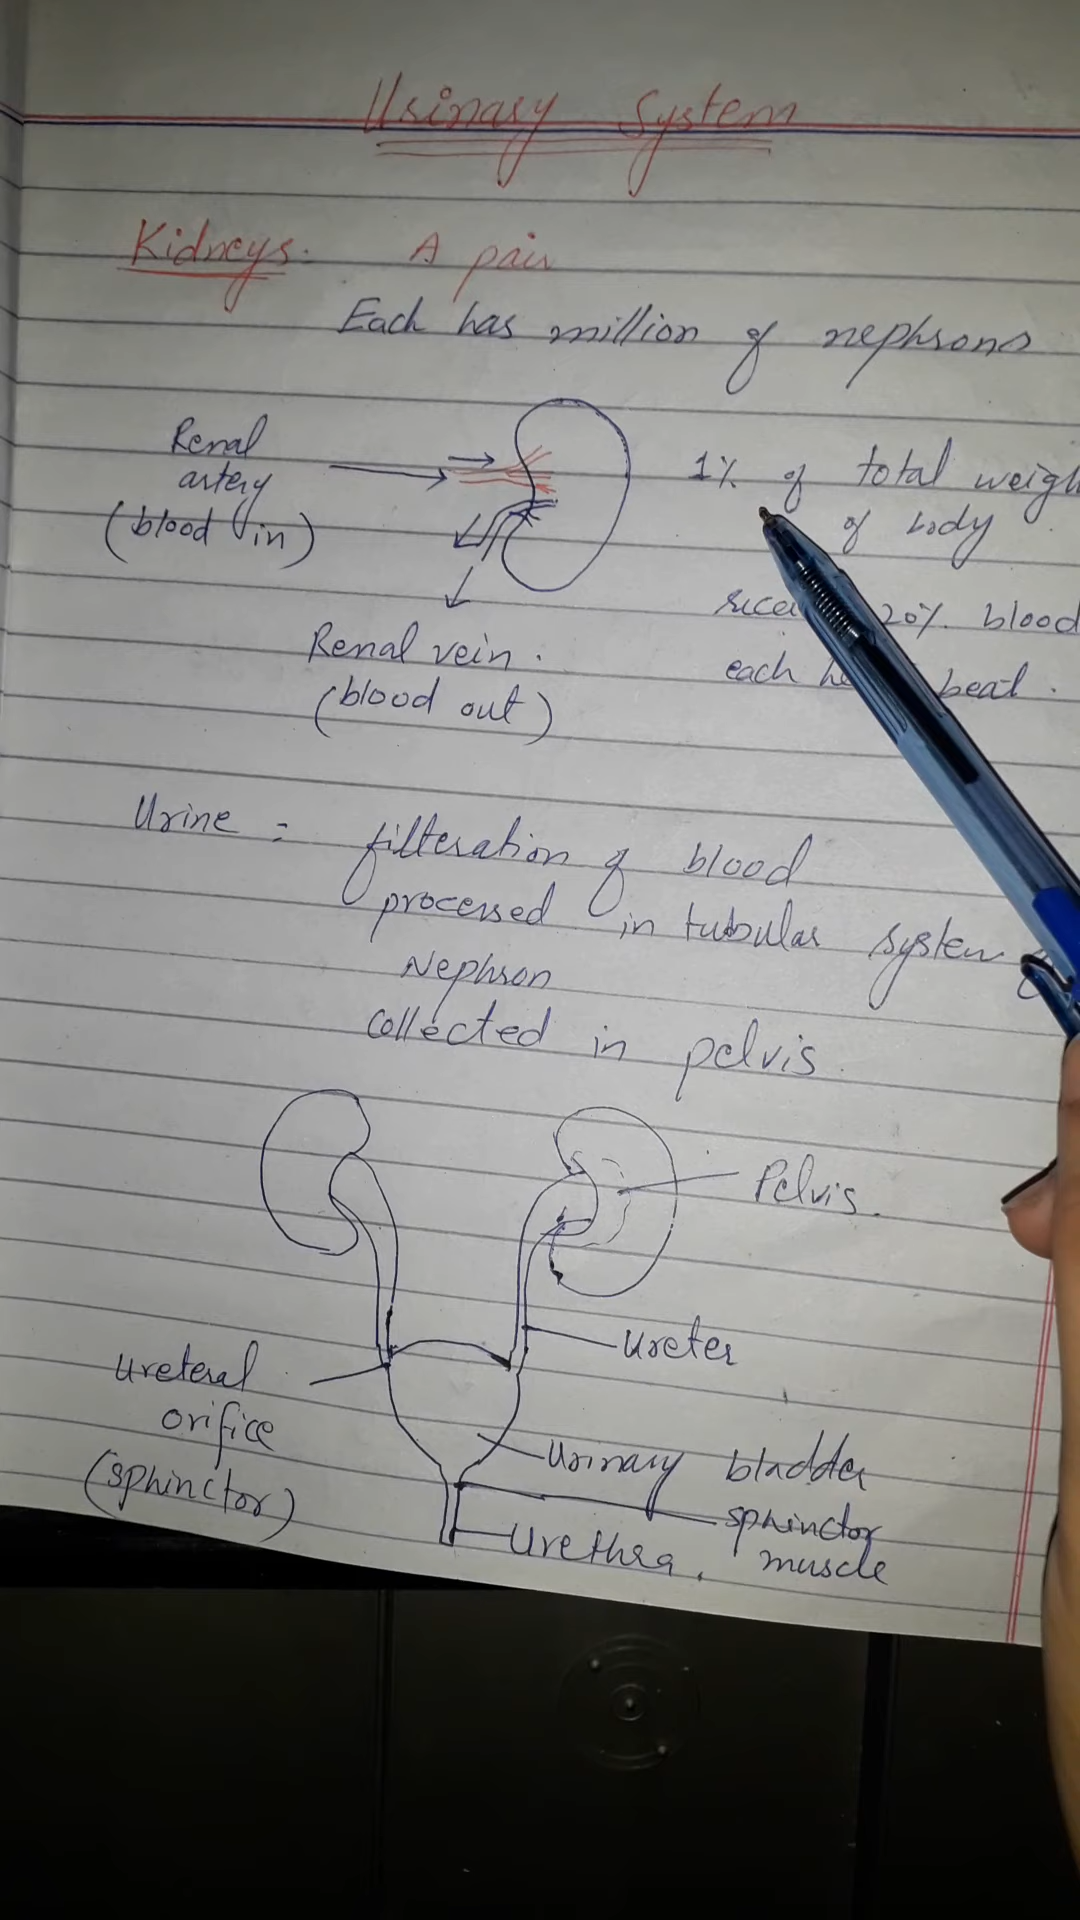 Urinary System
Kidneys. A pair
Each has million of nephrons
Renal
artery
(blood in)
1% of total weigh
of body
20% blood
each beat.
Renal vein.
(blood out)
Urine = filteration of blood
processed in tubular system
Nephron
collected in pelvis.
Pelvis.
Ureter
Ureteral
orifice
(sphinctor)
Urinary bladder
sphinctor
muscle
Urethra.